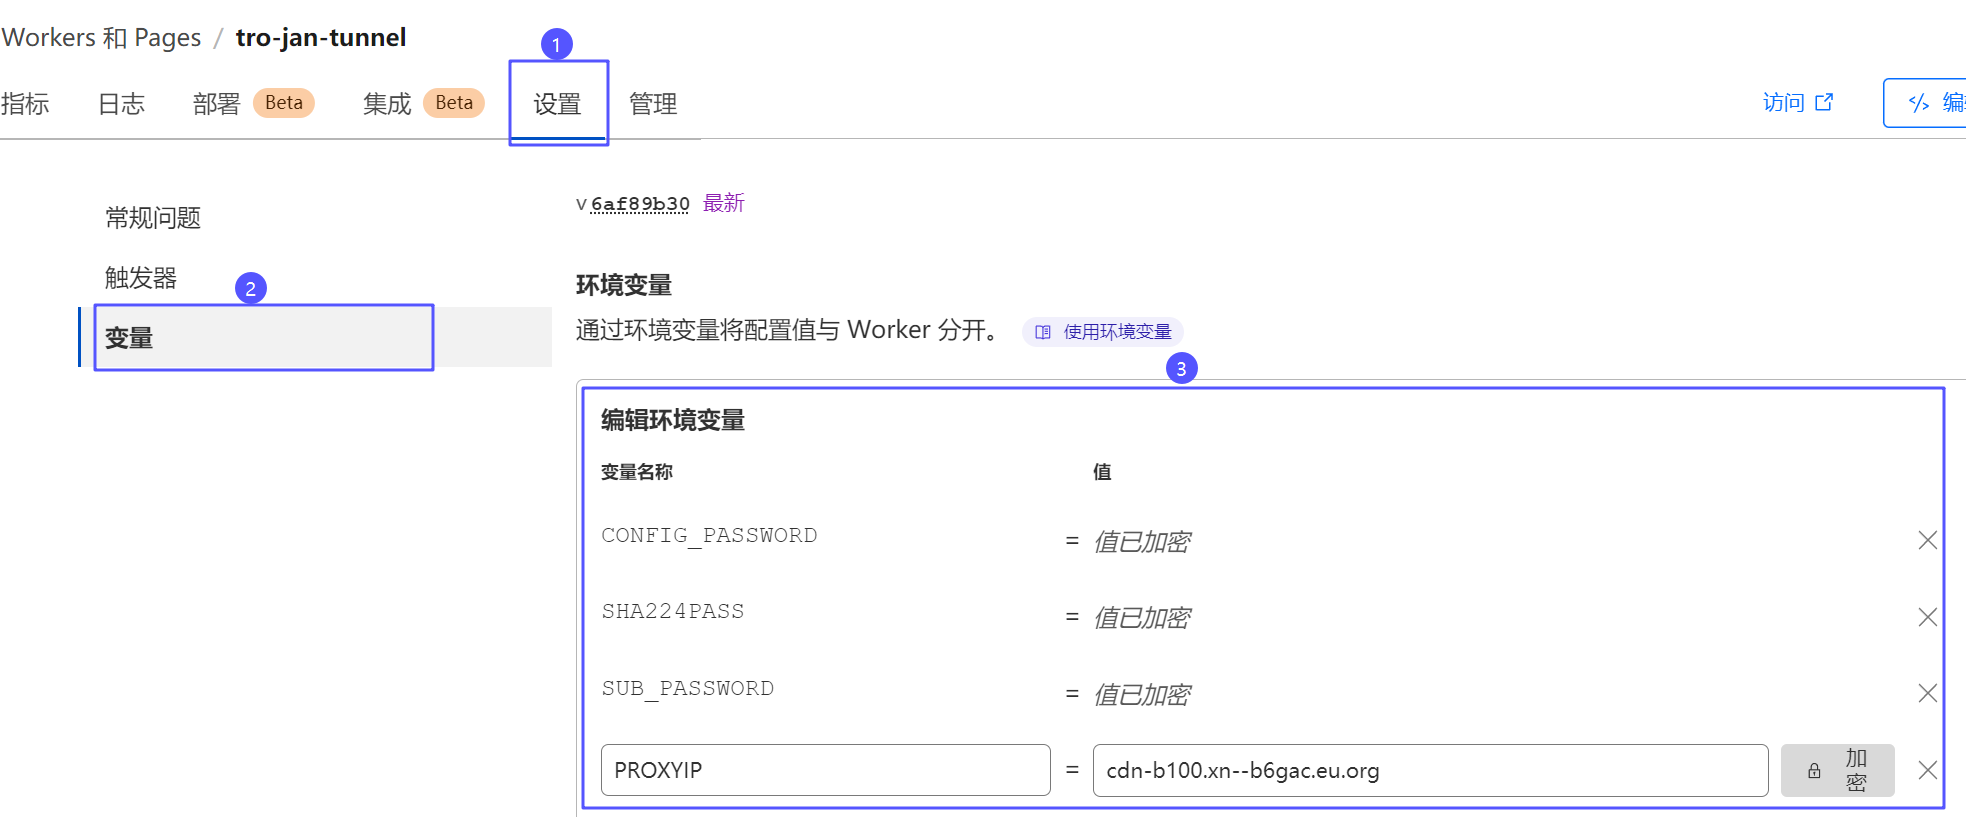 Workers 和 Pages / tro-jan-tunnel
1
指标 日志 部署 Beta 集成 Beta 设置 管理 访问 </> 编
常规问题
触发器
2
变量
v 6af89b30 最新
环境变量
通过环境变量将配置值与 Worker 分开。 使用环境变量
3
编辑环境变量
变量名称 值
CONFIG_PASSWORD = 值已加密
SHA224PASS = 值已加密
SUB_PASSWORD = 值已加密
PROXYIP = cdn-b100.xn--b6gac.eu.org 加密